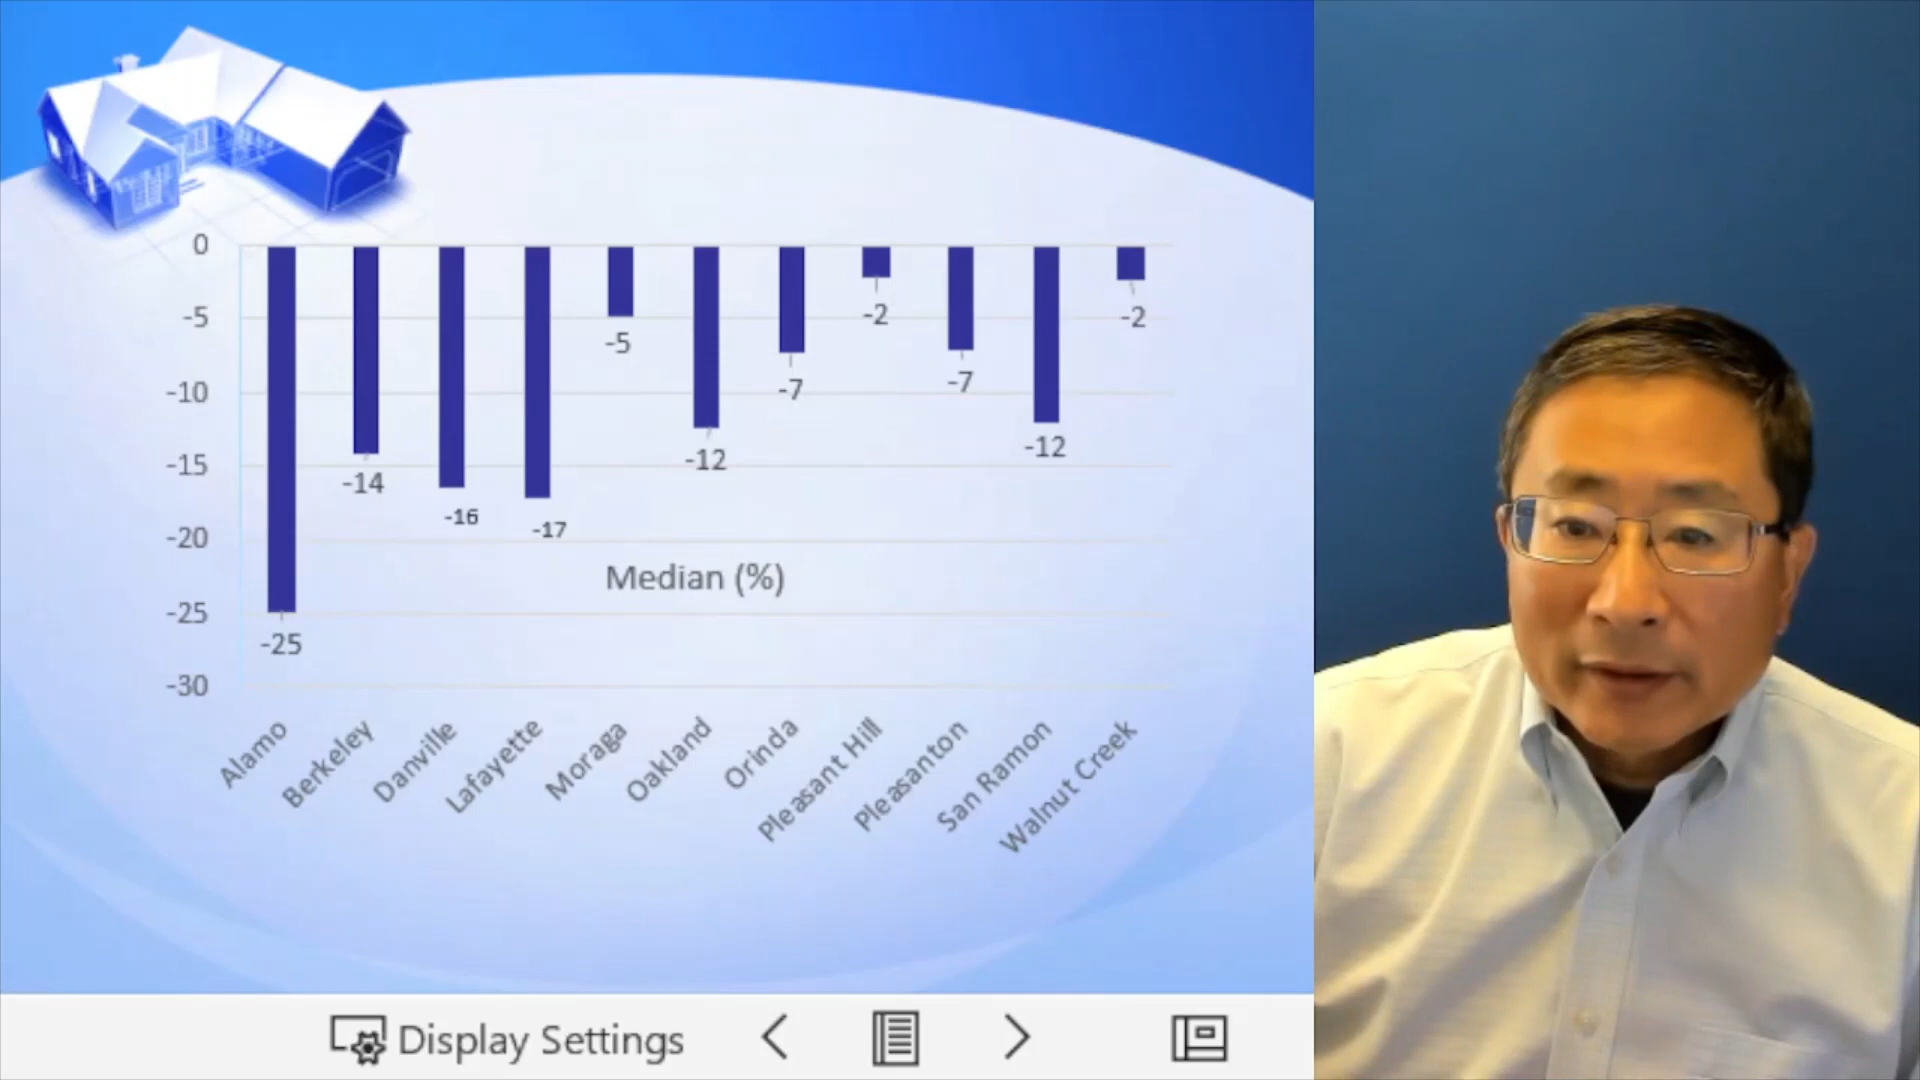 0
-5
-10
-15
-20
-25
-30
-25
-14
-16
-17
-5
-12
-7
-2
-7
-12
-2
Median (%)
Alamo
Berkeley
Danville
Lafayette
Moraga
Oakland
Orinda
Pleasant Hill
Pleasanton
San Ramon
Walnut Creek
Display Settings